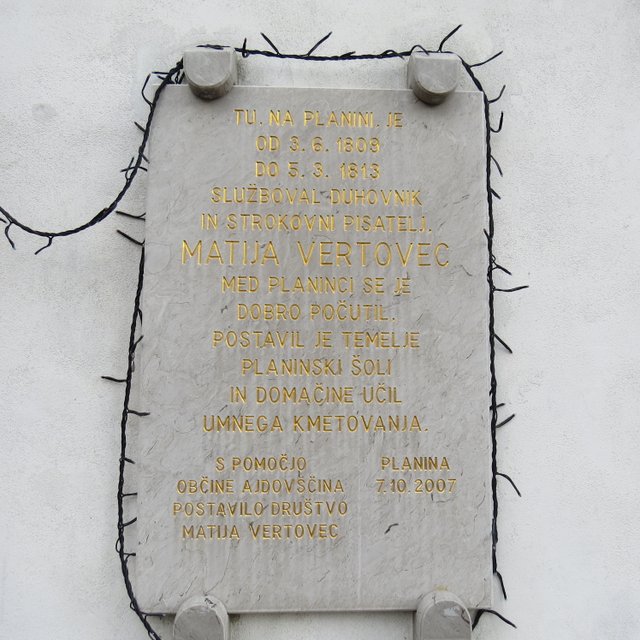 TU, NA PLANINI, JE
OD 3.6. 1809
DO 5. 3. 1813
SLUŽBOVAL DUHOVNIK
IN STROKOVNI PISATELJ.
MATIJA VERTOVEC
MED PLANINCI SE JE
DOBRO POČUTIL,
POSTAVIL JE TEMELJE
PLANINSKI ŠOLI
IN DOMAČINE UČIL
UMNEGA KMETOVANJA.
S POMOČJO
OBČINE AJDOVŠČINA
POSTAVILO DRUŠTVO
MATIJA VERTOVEC
PLANINA
7.10.2007